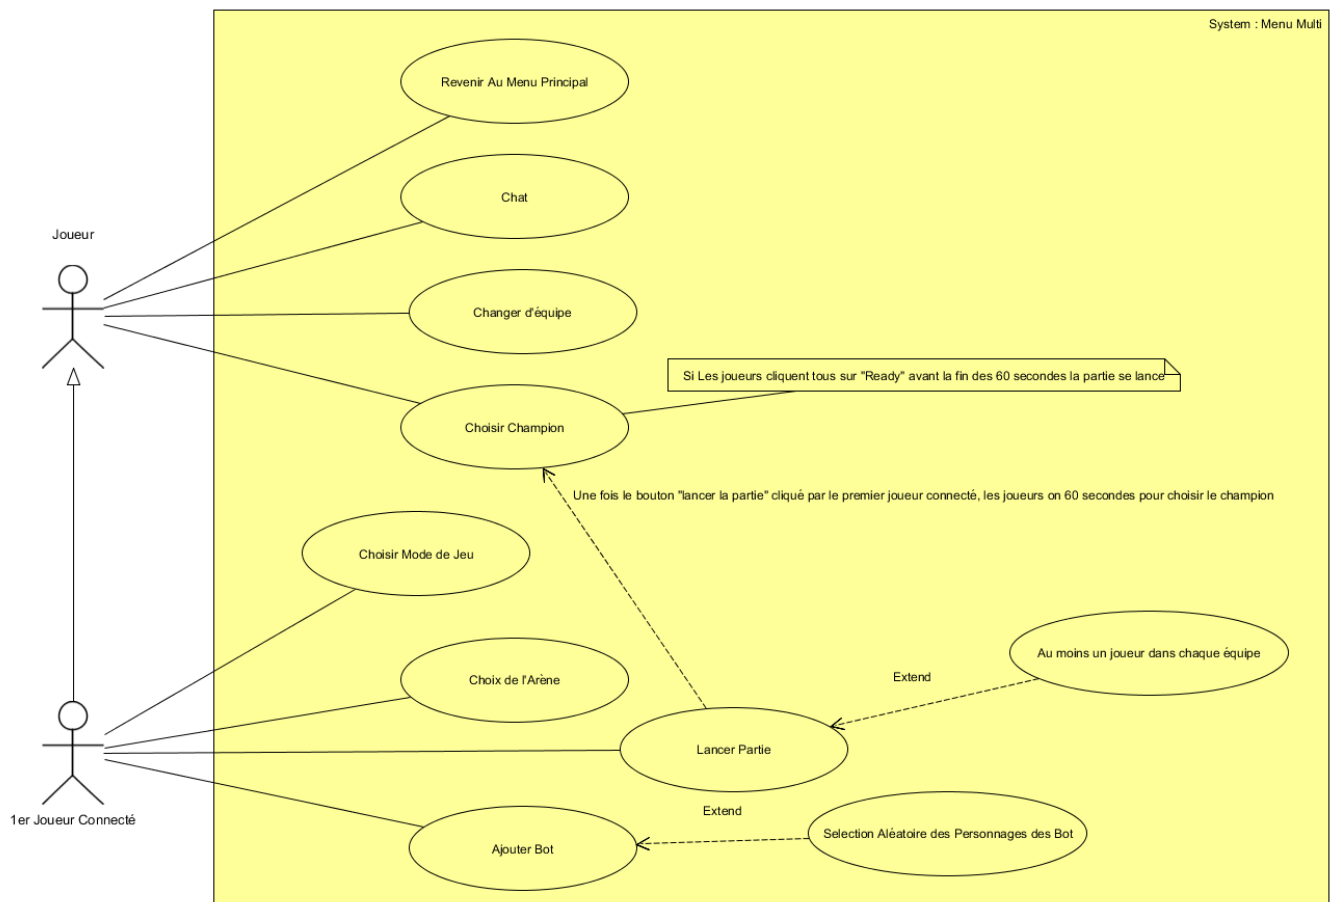 System : Menu Multi
Revenir Au Menu Principal
Chat
Joueur
Changer d'équipe
Si Les joueurs cliquent tous sur "Ready" avant la fin des 60 secondes la partie se lance
Choisir Champion
Une fois le bouton "lancer la partie" cliqué par le premier joueur connecté, les joueurs on 60 secondes pour choisir le champion
Choisir Mode de Jeu
Au moins un joueur dans chaque équipe
Extend
Choix de l'Arène
Lancer Partie
1er Joueur Connecté
Extend
Selection Aléatoire des Personnages des Bot
Ajouter Bot